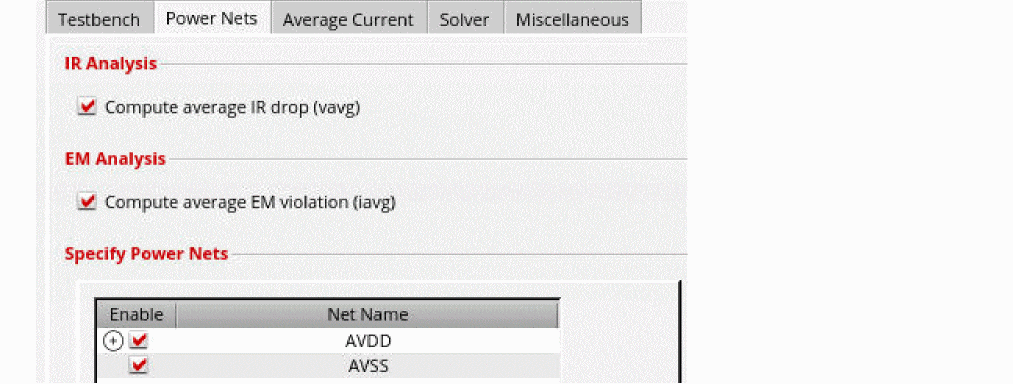 Testbench Power Nets Average Current Solver Miscellaneous
IR Analysis
Compute average IR drop (vavg)
EM Analysis
Compute average EM violation (iavg)
Specify Power Nets
Enable Net Name
AVDD
AVSS